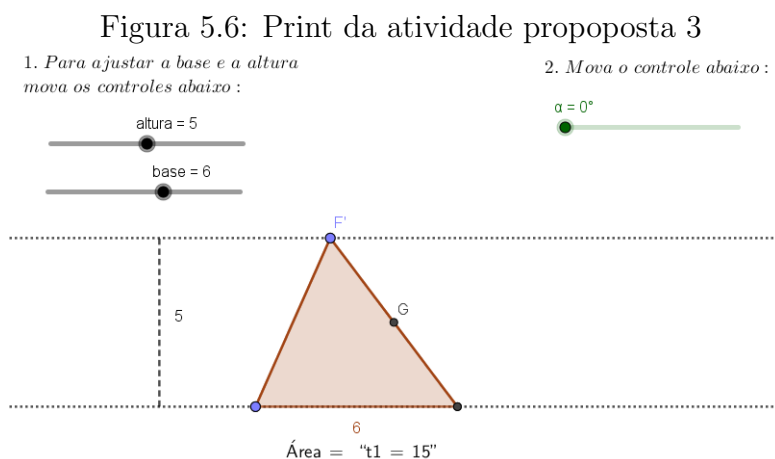 Figura 5.6: Print da atividade propoposta 3
1. Para ajustar a base e a altura
mova os controles abaixo :
2. Mova o controle abaixo :
altura = 5
base = 6
α = 0°
F'
G
5
6
Área = “t1 = 15”